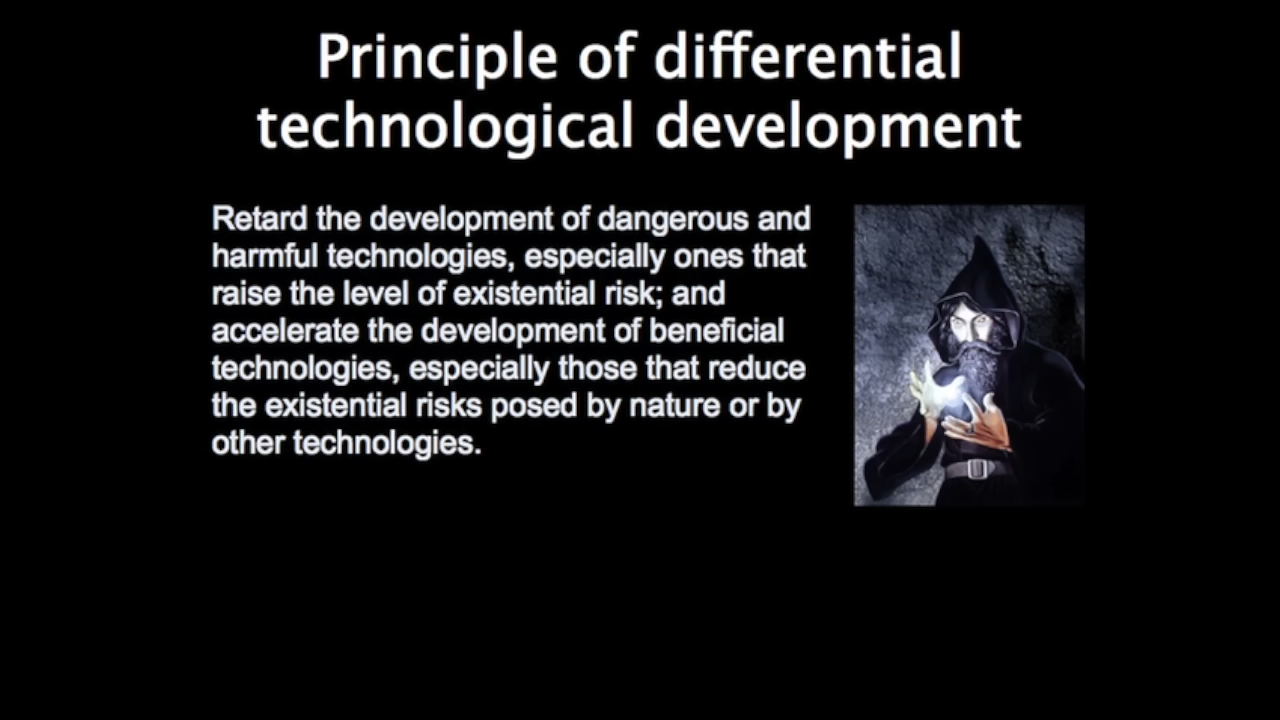 Principle of differential
technological development
Retard the development of dangerous and
harmful technologies, especially ones that
raise the level of existential risk; and
accelerate the development of beneficial
technologies, especially those that reduce
the existential risks posed by nature or by
other technologies.